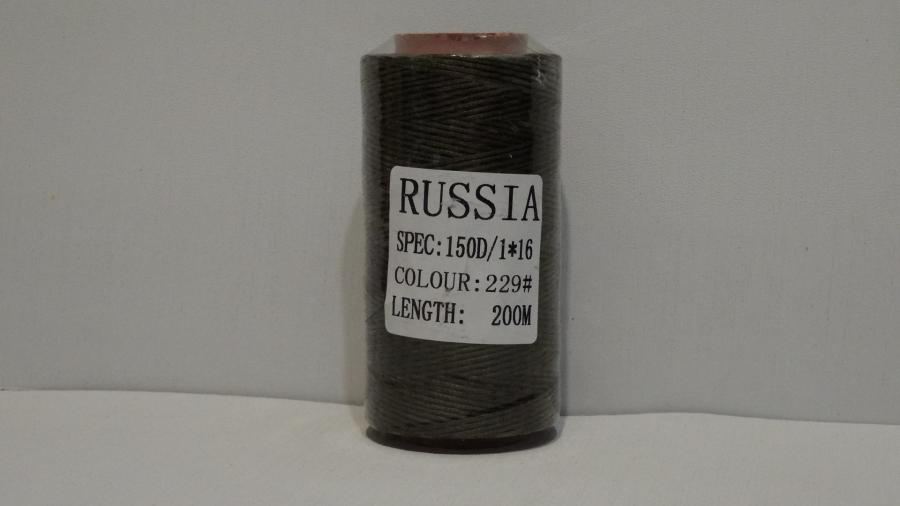 RUSSIA
SPEC:150D/1*16
COLOUR:229#
LENGTH: 200M